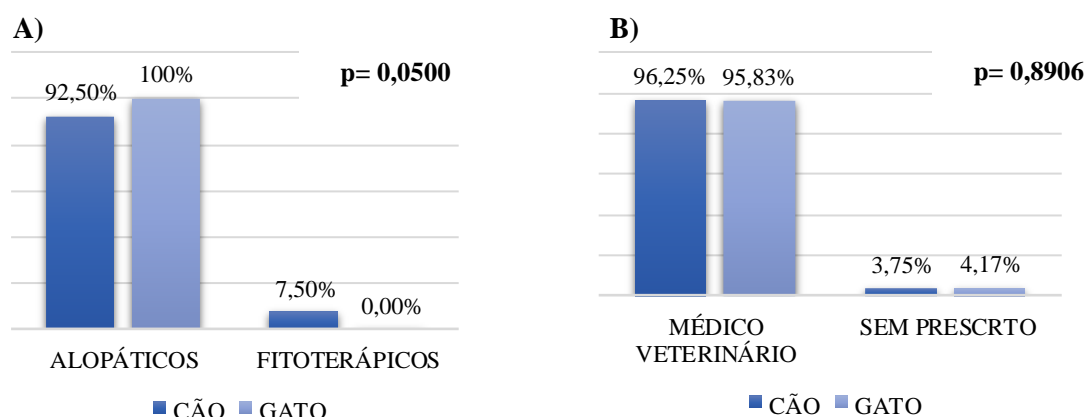 A)
p= 0,0500
92,50%
100%
7,50%
0,00%
ALOPÁTICOS
FITOTERÁPICOS
CÃO
GATO
B)
p= 0,8906
96,25%
95,83%
3,75%
4,17%
MÉDICO
VETERINÁRIO
SEM PRESCRTO
CÃO
GATO